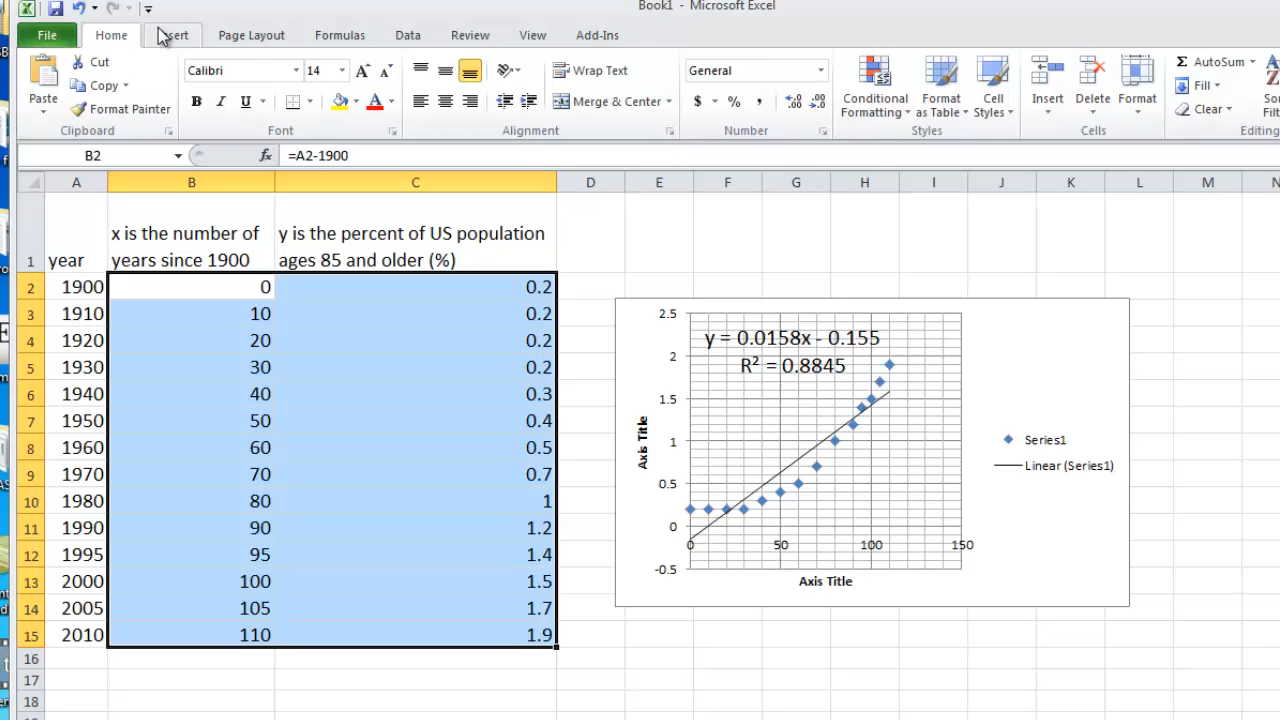 Book1 - Microsoft Excel
File Home Insert Page Layout Formulas Data Review View Add-Ins
Cut
Copy
Format Painter
Paste
Clipboard
Calibri 14
B I U A
Font
Wrap Text
Merge & Center
Alignment
General
$ % ,
Number
Conditional Formatting
Format as Table
Cell Styles
Styles
Insert Delete Format
Cells
Σ AutoSum
Fill
Clear
Editing
B2 fx =A2-1900
A B C D E F G H I J K L M N
1 year x is the number of years since 1900 y is the percent of US population ages 85 and older (%)
2 1900 0 0.2
3 1910 10 0.2
4 1920 20 0.2
5 1930 30 0.2
6 1940 40 0.3
7 1950 50 0.4
8 1960 60 0.5
9 1970 70 0.7
10 1980 80 1
11 1990 90 1.2
12 1995 95 1.4
13 2000 100 1.5
14 2005 105 1.7
15 2010 110 1.9
16
17
18
y = 0.0158x - 0.155
R² = 0.8845
2.5
2
1.5
1
0.5
0
-0.5
0 50 100 150
Axis Title
Axis Title
Series1
Linear (Series1)